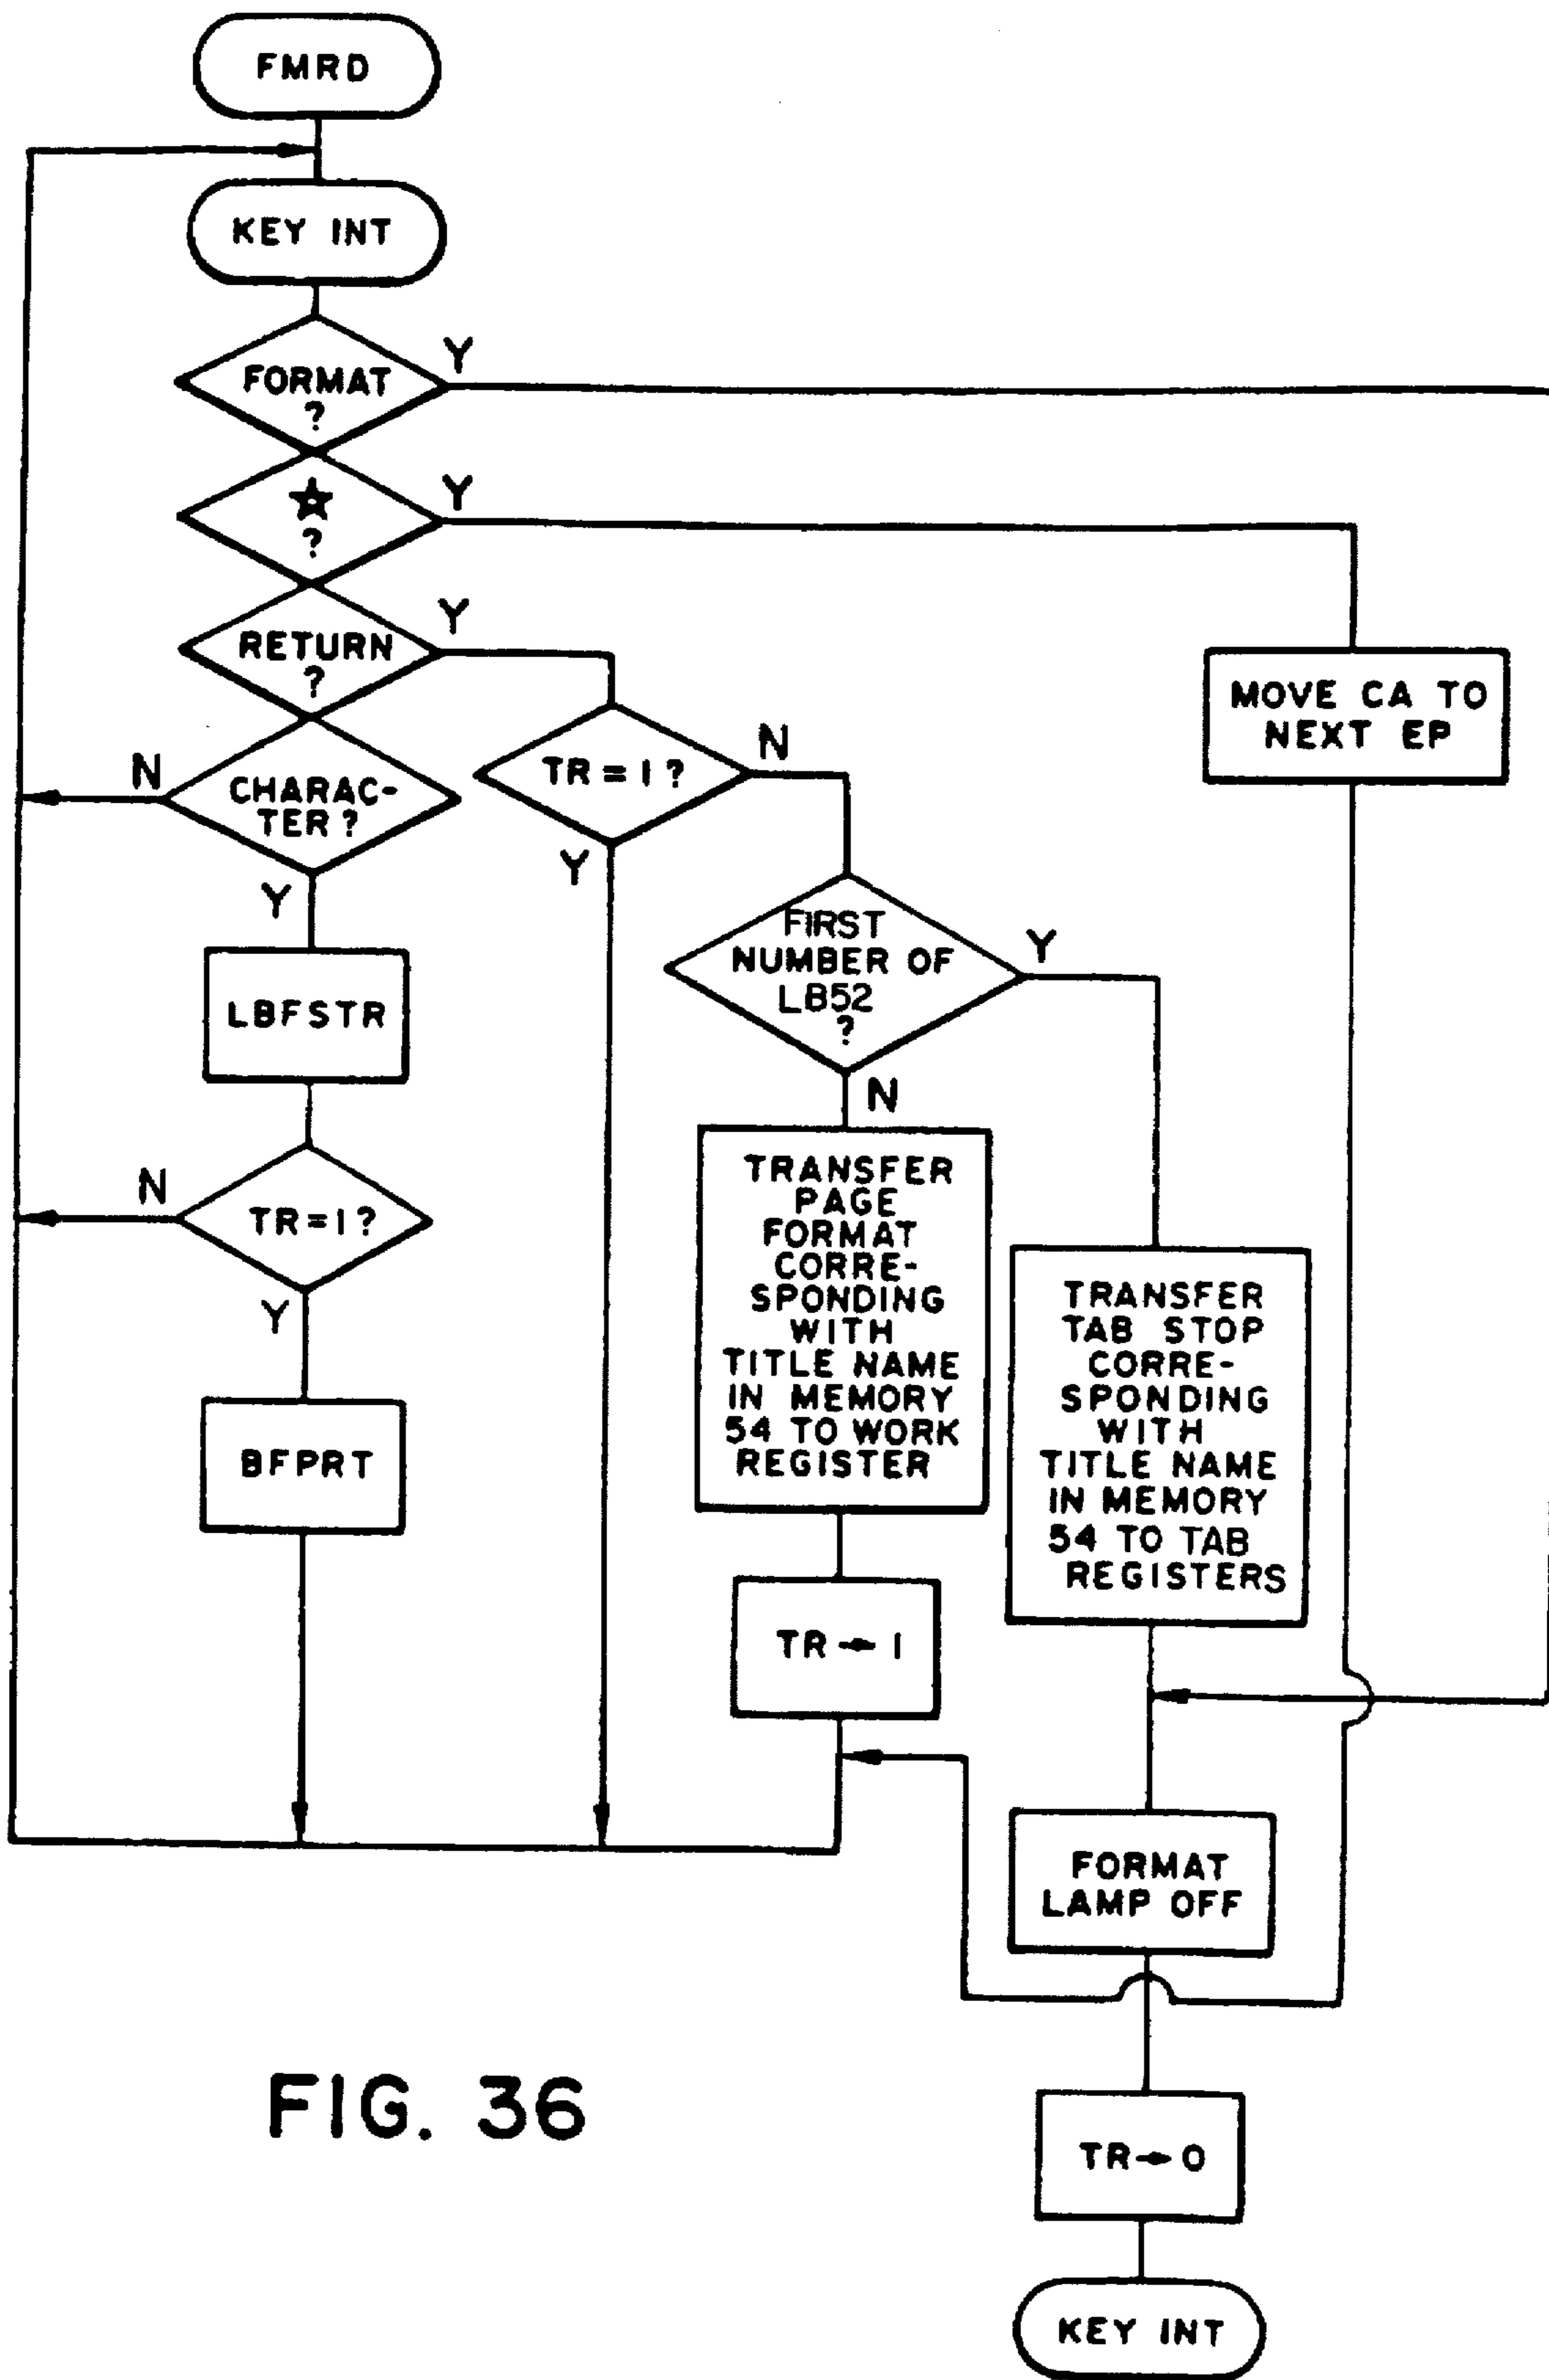 FMRD
KEY INT
FORMAT
?
Y
☆
?
Y
RETURN
?
Y
MOVE CA TO
NEXT EP
CHARAC-
TER?
N
Y
TR=1?
N
Y
FIRST
NUMBER OF
LB52
?
Y
N
LBFSTR
TR=1?
N
Y
BFPRT
TRANSFER
PAGE
FORMAT
CORRE-
SPONDING
WITH
TITLE NAME
IN MEMORY
54 TO WORK
REGISTER
TRANSFER
TAB STOP
CORRE-
SPONDING
WITH
TITLE NAME
IN MEMORY
54 TO TAB
REGISTERS
TR→1
FORMAT
LAMP OFF
TR→0
KEY INT
FIG. 36